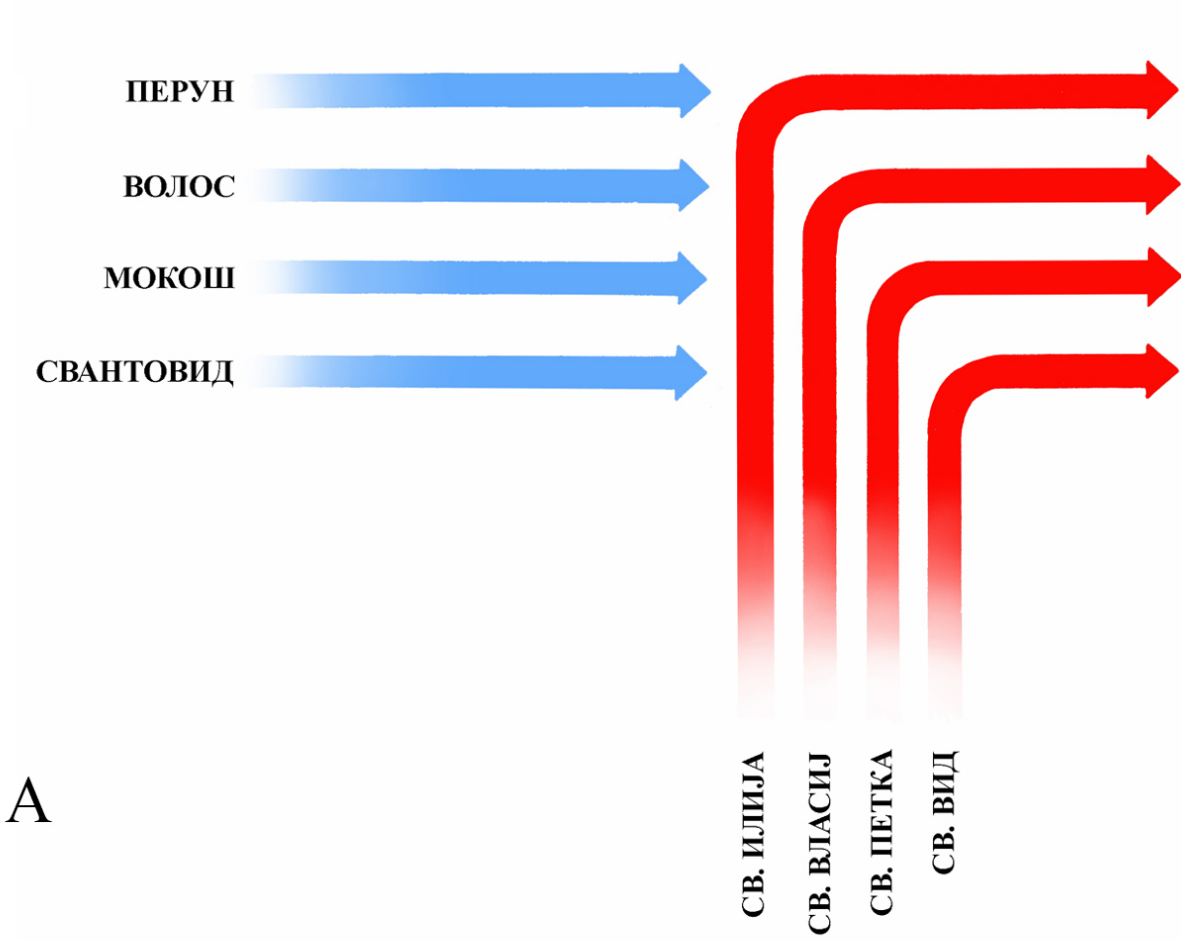 ПЕРУН
ВОЛОС
МОКОШ
СВАНТОВИД
А
СВ. ИЛИЈА
СВ. ВЛАСИЈ
СВ. ПЕТКА
СВ. ВИД